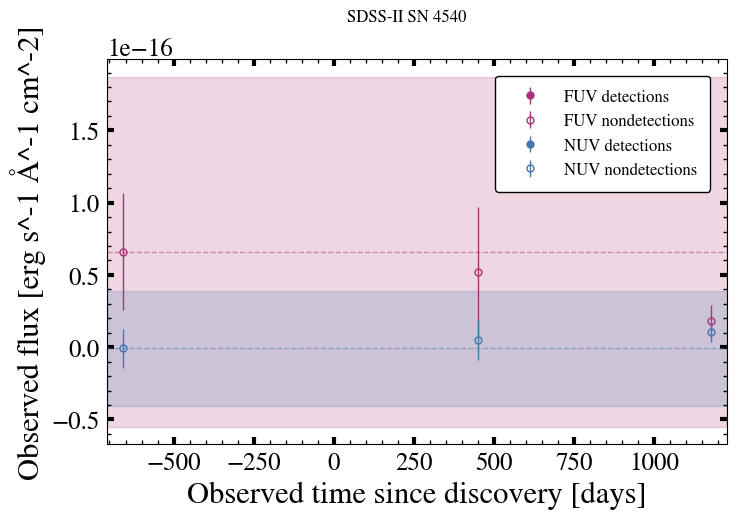 SDSS-II SN 4540
1e−16
Observed flux [erg s^-1 Å^-1 cm^-2]
1.5
1.0
0.5
0.0
−0.5
FUV detections
FUV nondetections
NUV detections
NUV nondetections
−500 −250 0 250 500 750 1000
Observed time since discovery [days]